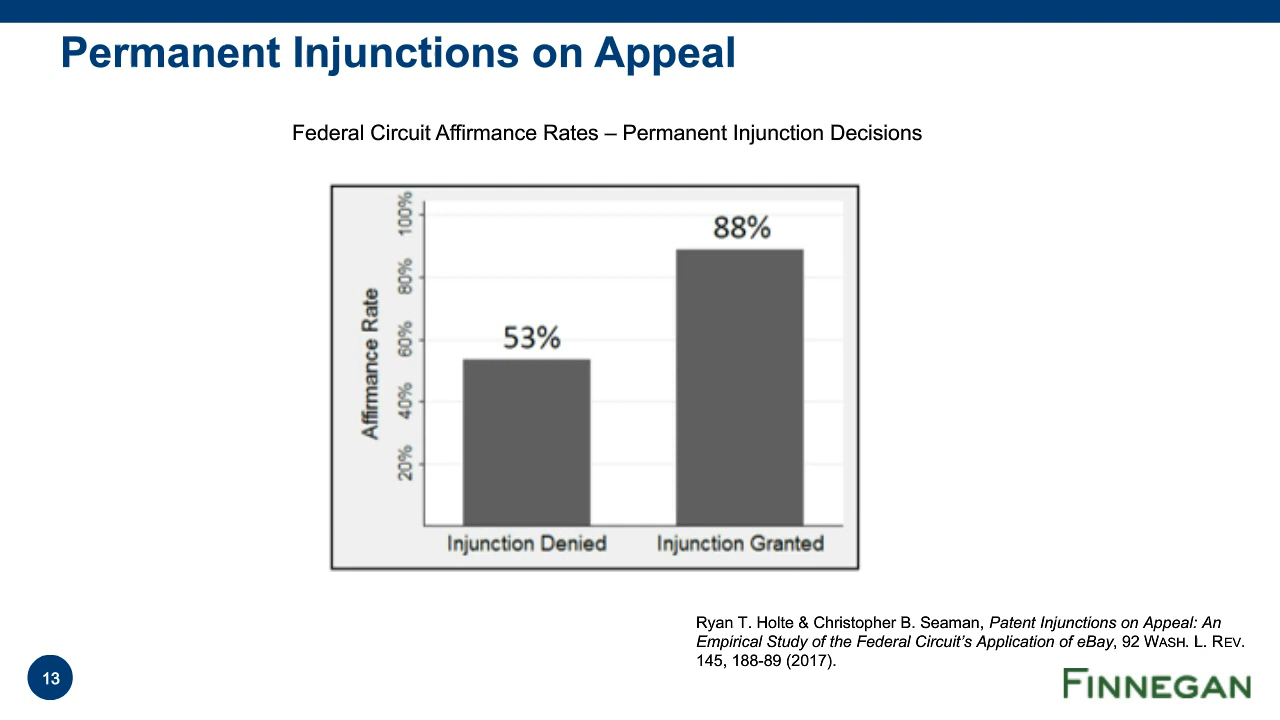 Permanent Injunctions on Appeal
Federal Circuit Affirmance Rates – Permanent Injunction Decisions
100%
80%
60%
40%
20%
Affirmance Rate
53%
88%
Injunction Denied
Injunction Granted
Ryan T. Holte & Christopher B. Seaman, Patent Injunctions on Appeal: An
Empirical Study of the Federal Circuit's Application of eBay, 92 WASH. L. REV.
145, 188-89 (2017).
13
FINNEGAN